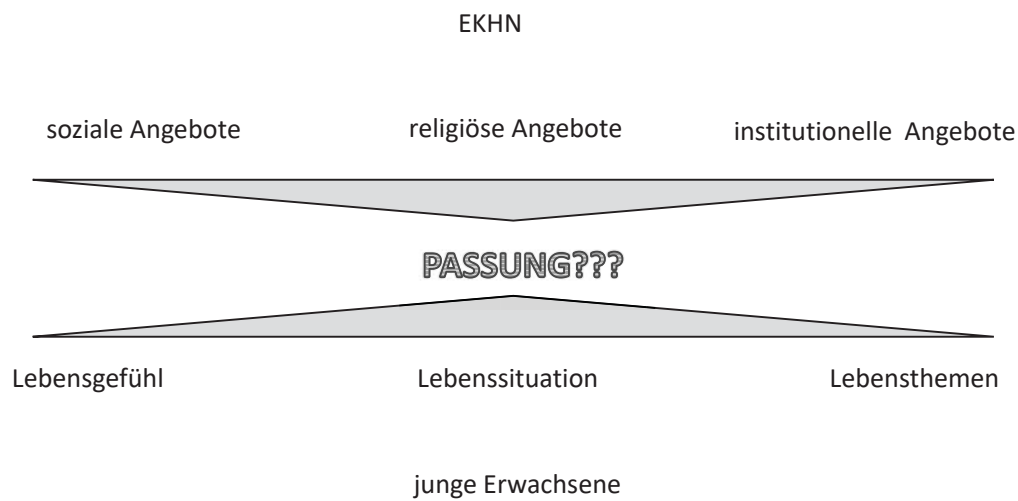 EKHN
soziale Angebote religiöse Angebote institutionelle Angebote
PASSUNG???
Lebensgefühl Lebenssituation Lebensthemen
junge Erwachsene